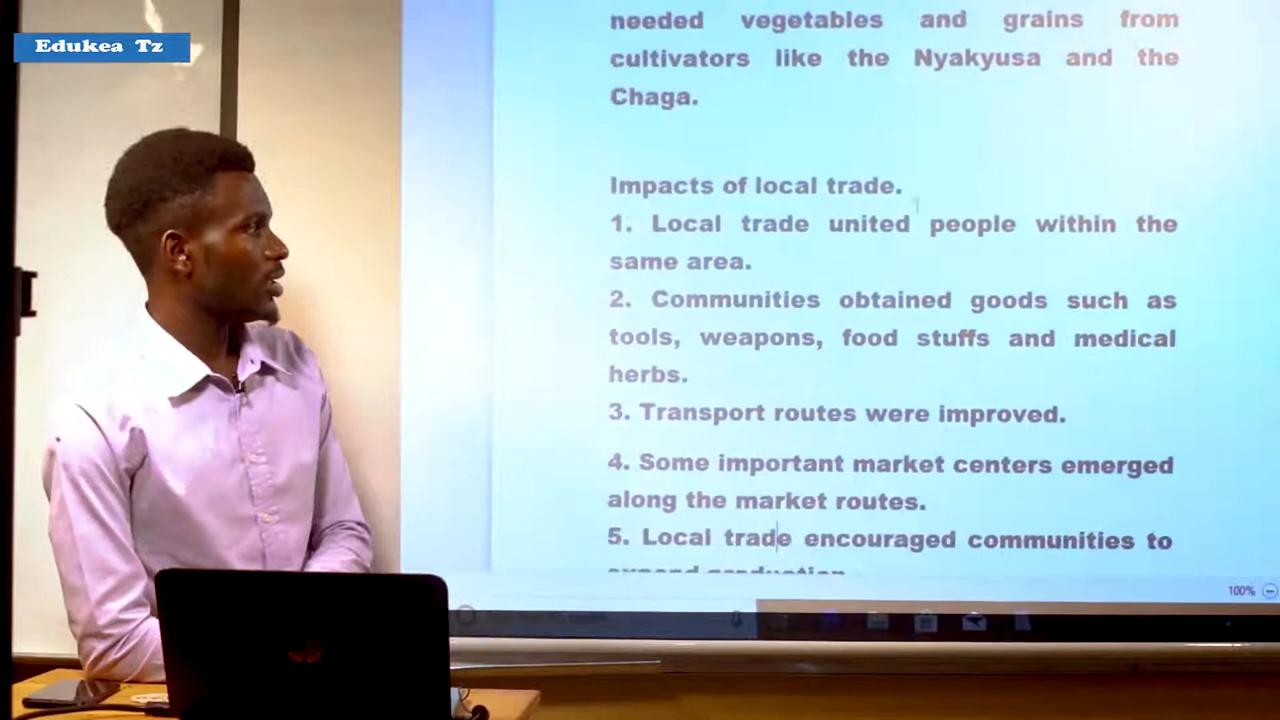 Edukea Tz
needed vegetables and grains from
cultivators like the Nyakyusa and the
Chaga.
Impacts of local trade.
1. Local trade united people within the
same area.
2. Communities obtained goods such as
tools, weapons, food stuffs and medical
herbs.
3. Transport routes were improved.
4. Some important market centers emerged
along the market routes.
5. Local trade encouraged communities to
expand production
100%